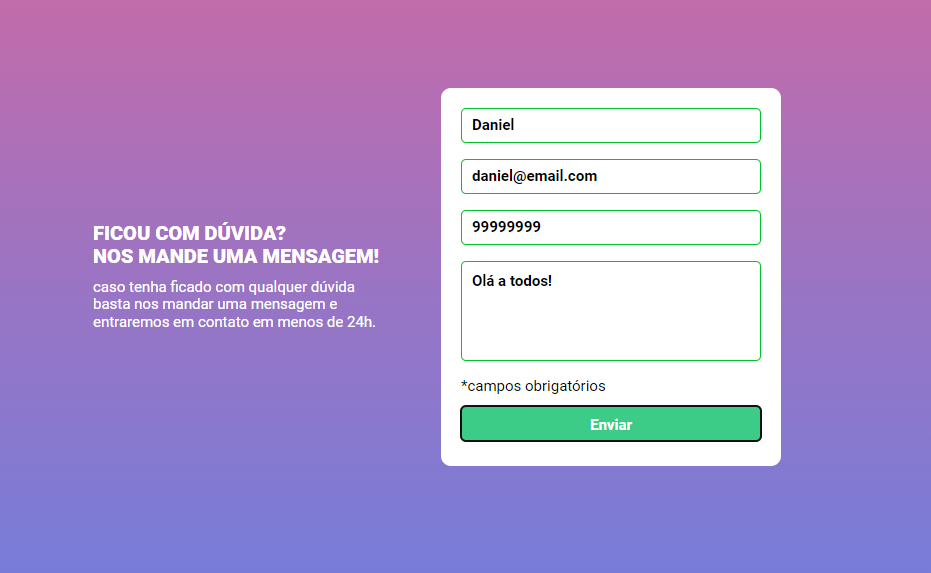 FICOU COM DÚVIDA?
NOS MANDE UMA MENSAGEM!
caso tenha ficado com qualquer dúvida
basta nos mandar uma mensagem e
entraremos em contato em menos de 24h.
Daniel
daniel@email.com
99999999
Olá a todos!
*campos obrigatórios
Enviar